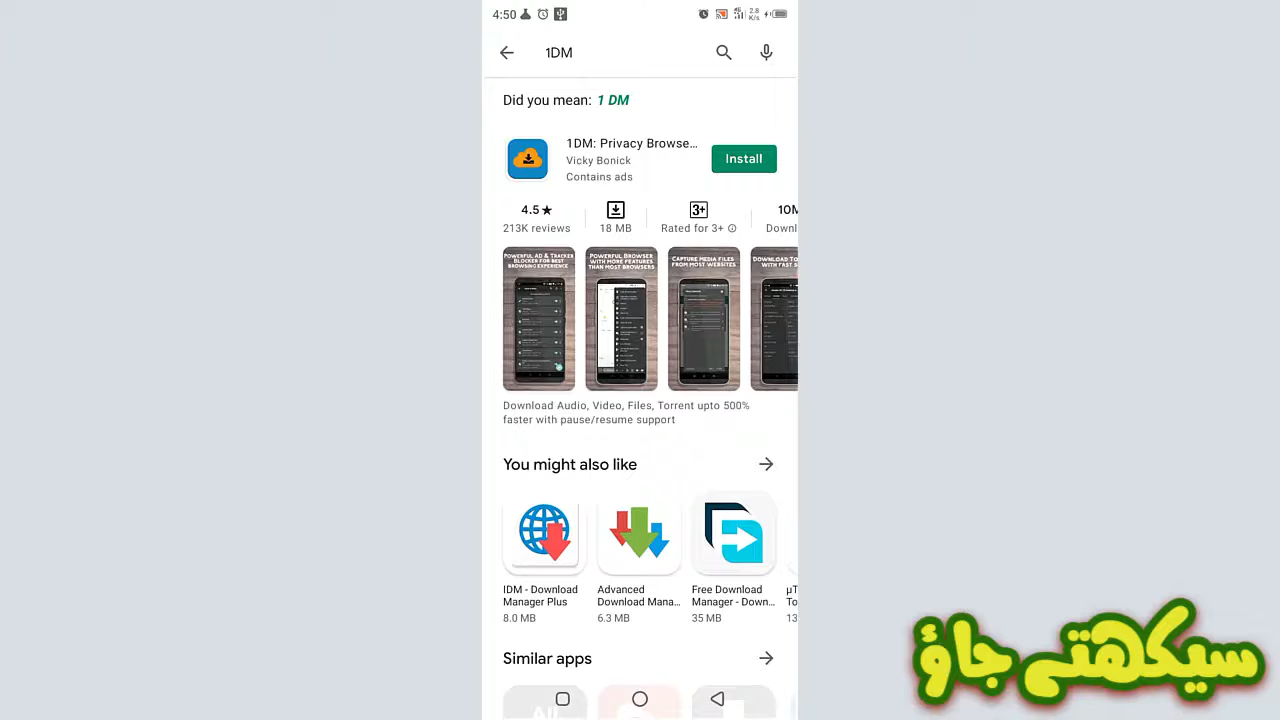 4:50
2.8
K/s
1DM
Did you mean: 1 DM
1DM: Privacy Browse...
Vicky Bonick
Contains ads
Install
4.5★
213K reviews
18 MB
3+
Rated for 3+
10M
Downl
POWERFUL AD & TRACKER
BLOCKER FOR BEST
BROWSING EXPERIENCE
POWERFUL BROWSER
WITH MORE FEATURES
THAN MOST BROWSERS
CAPTURE MEDIA FILES
FROM MOST WEBSITES
DOWNLOAD TO
WITH FAST S
Download Audio, Video, Files, Torrent upto 500%
faster with pause/resume support
You might also like
IDM - Download
Manager Plus
8.0 MB
Advanced
Download Mana...
6.3 MB
Free Download
Manager - Down...
35 MB
µT
To
13
Similar apps
All
سیکھتی جاؤ